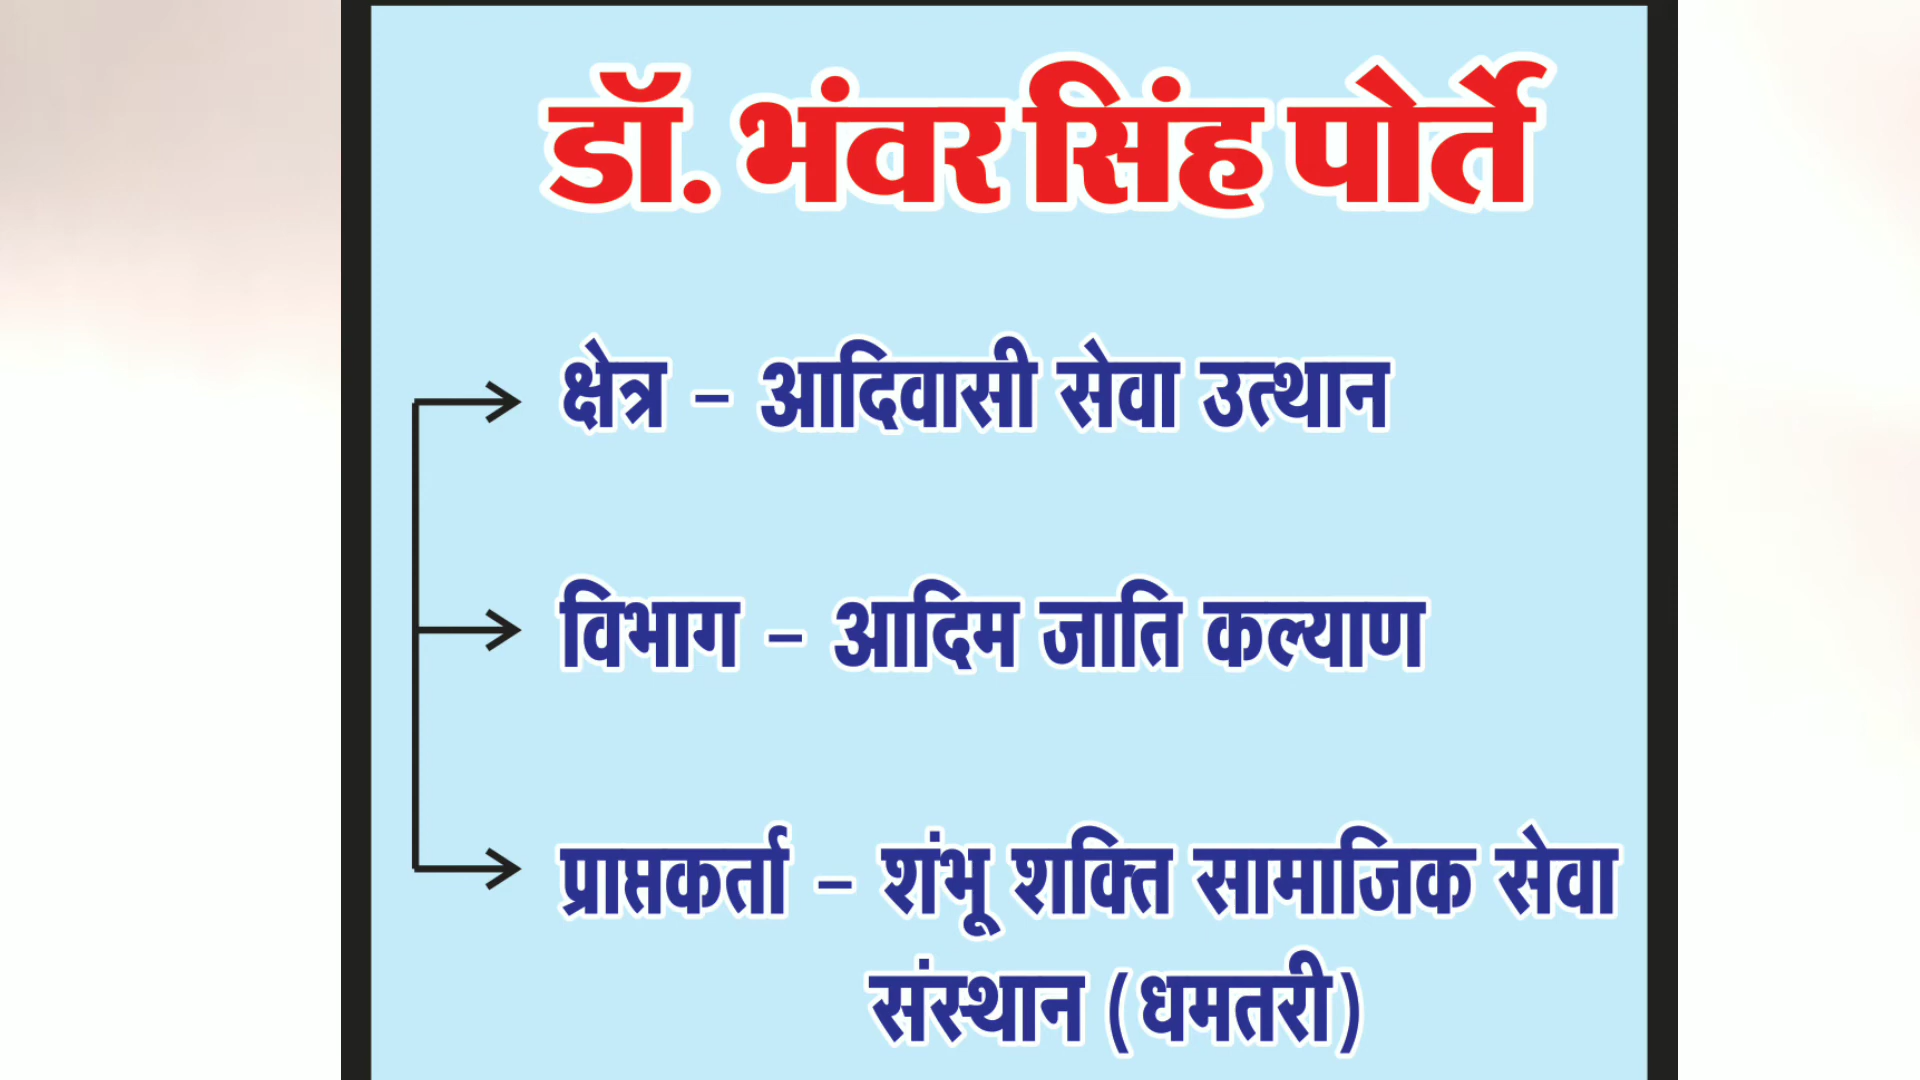 डॉ. भंवर सिंह पोर्ते
क्षेत्र – आदिवासी सेवा उत्थान
विभाग – आदिम जाति कल्याण
प्राप्तकर्ता – शंभू शक्ति सामाजिक सेवा
संस्थान (धमतरी)